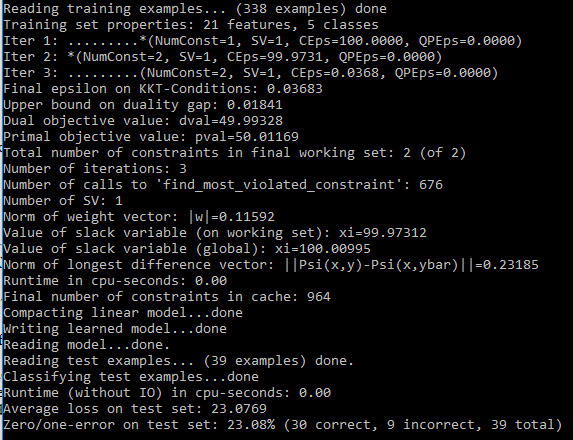 Reading training examples... (338 examples) done
Training set properties: 21 features, 5 classes
Iter 1: .........*(NumConst=1, SV=1, CEps=100.0000, QPEps=0.0000)
Iter 2: *(NumConst=2, SV=1, CEps=99.9731, QPEps=0.0000)
Iter 3: .........(NumConst=2, SV=1, CEps=0.0368, QPEps=0.0000)
Final epsilon on KKT-Conditions: 0.03683
Upper bound on duality gap: 0.01841
Dual objective value: dval=49.99328
Primal objective value: pval=50.01169
Total number of constraints in final working set: 2 (of 2)
Number of iterations: 3
Number of calls to 'find_most_violated_constraint': 676
Number of SV: 1
Norm of weight vector: |w|=0.11592
Value of slack variable (on working set): xi=99.97312
Value of slack variable (global): xi=100.00995
Norm of longest difference vector: ||Psi(x,y)-Psi(x,ybar)||=0.23185
Runtime in cpu-seconds: 0.00
Final number of constraints in cache: 964
Compacting linear model...done
Writing learned model...done
Reading model...done.
Reading test examples... (39 examples) done.
Classifying test examples...done
Runtime (without IO) in cpu-seconds: 0.00
Average loss on test set: 23.0769
Zero/one-error on test set: 23.08% (30 correct, 9 incorrect, 39 total)